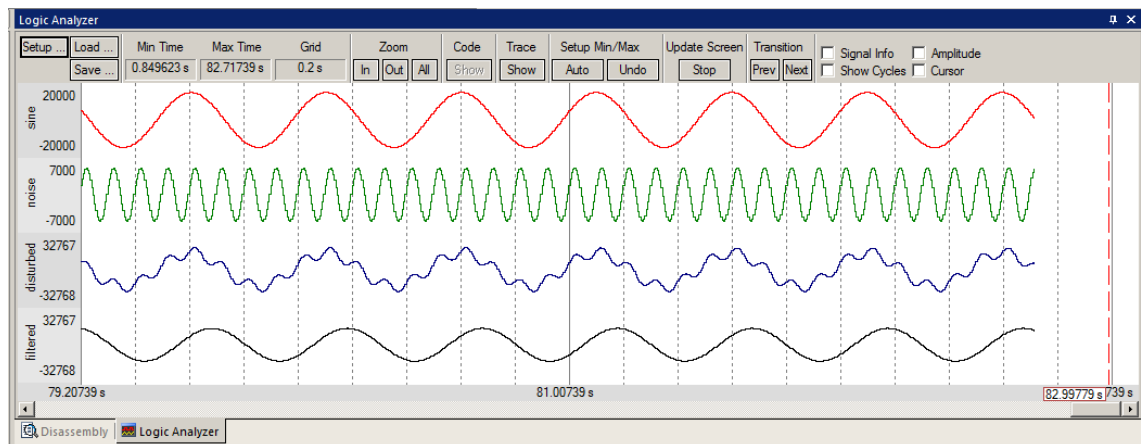 Logic Analyzer
Setup ... Load ... Min Time Max Time Grid Zoom Code Trace Setup Min/Max Update Screen Transition Signal Info Amplitude
Save ... 0.849623 s 82.71739 s 0.2 s In Out All Show Show Auto Undo Stop Prev Next Show Cycles Cursor
sine 20000
-20000
noise 7000
-7000
disturbed 32767
-32768
filtered 32767
-32768
79.20739 s 81.00739 s 82.99779 s 739 s
Disassembly Logic Analyzer